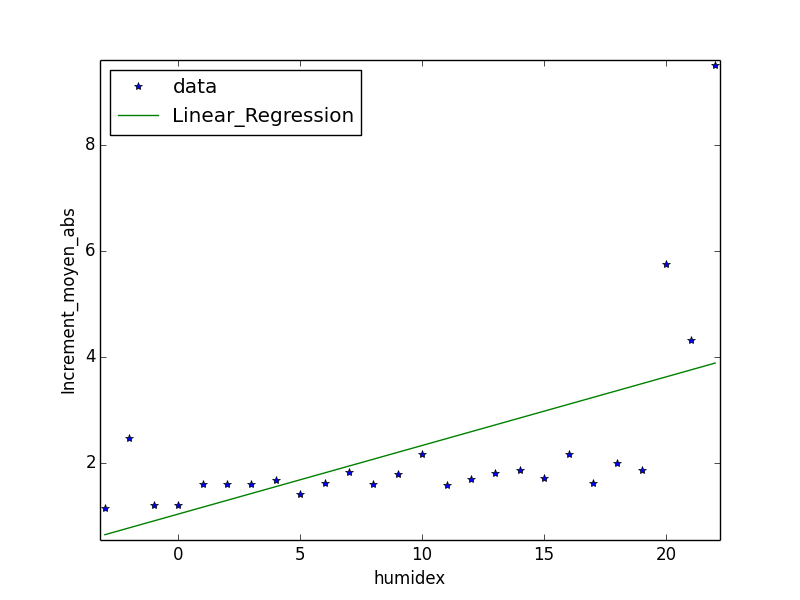 data
Linear_Regression
8
6
4
2
Increment_moyen_abs
0 5 10 15 20
humidex